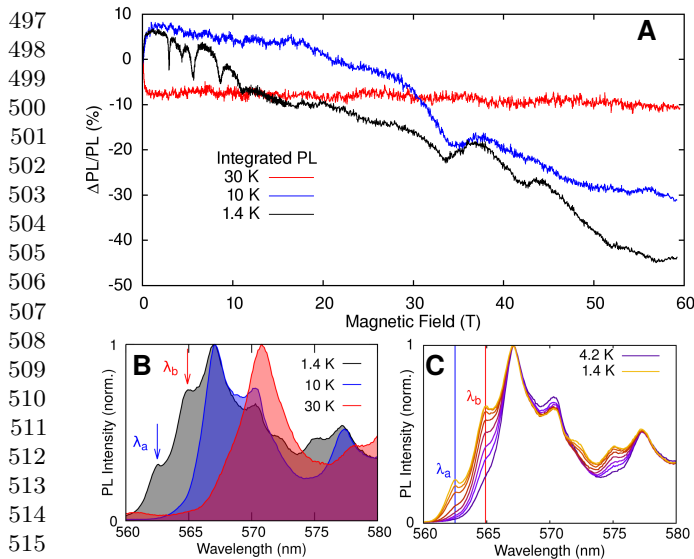 497
498
499
500
501
502
503
504
505
506
507
508
509
510
511
512
513
514
515
10
0
-10
-20
-30
-40
-50
ΔPL/PL (%)
A
Integrated PL
30 K
10 K
1.4 K
0 10 20 30 40 50 60
Magnetic Field (T)
1
0
PL Intensity (norm.)
B
λb
λa
1.4 K
10 K
30 K
560 565 570 575 580
Wavelength (nm)
1
0
PL Intensity (norm.)
C
λb
λa
4.2 K
1.4 K
560 565 570 575 580
Wavelength (nm)